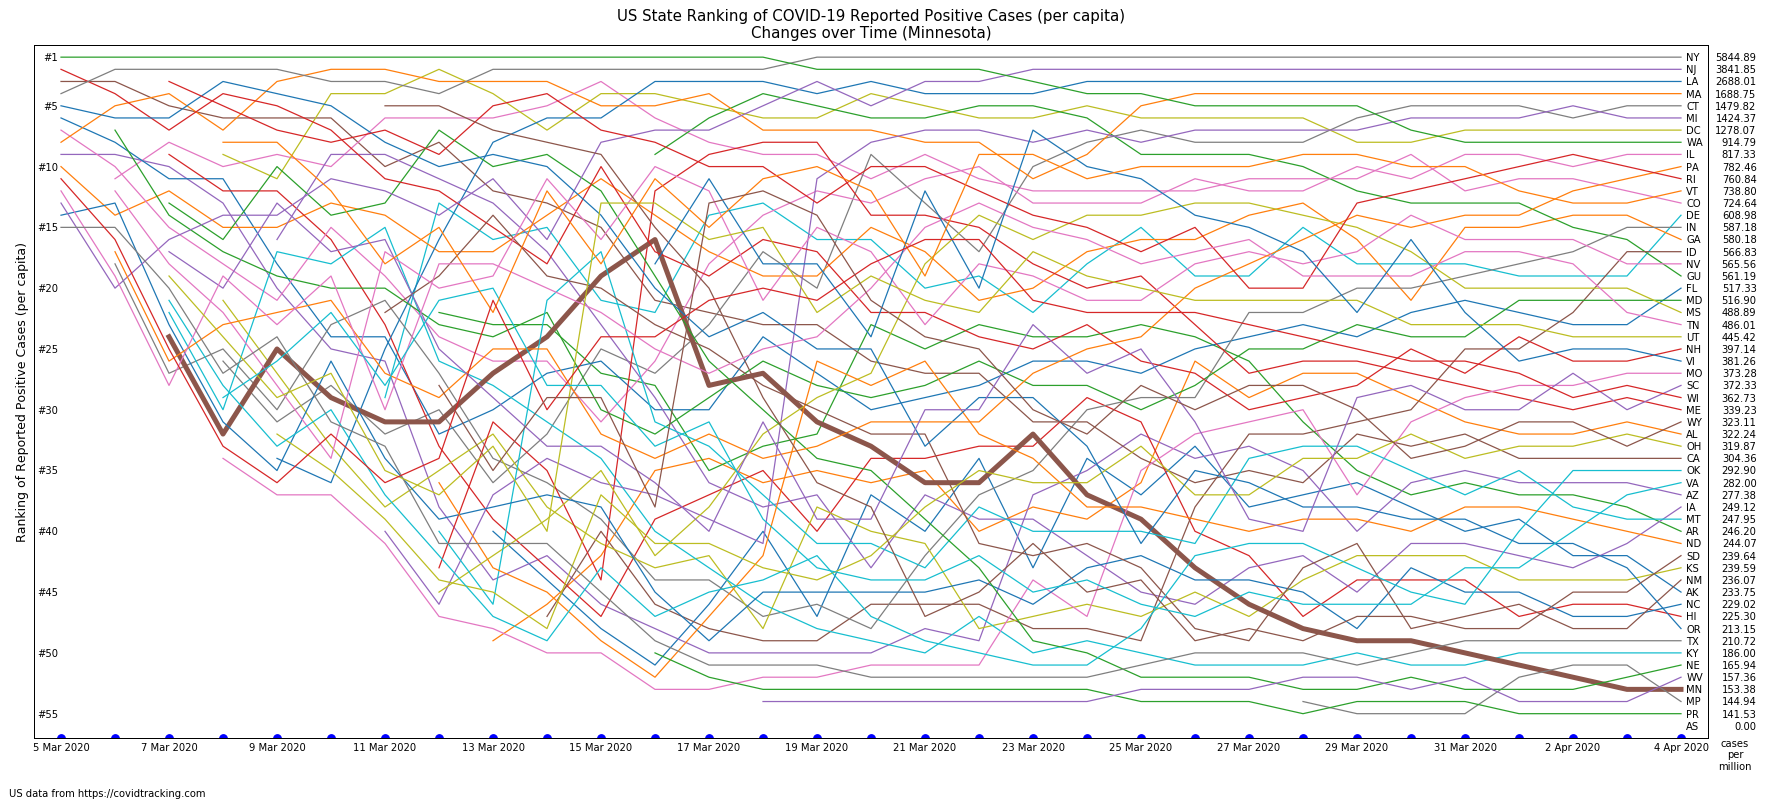 US State Ranking of COVID-19 Reported Positive Cases (per capita)
Changes over Time (Minnesota)
Ranking of Reported Positive Cases (per capita)
#1
#5
#10
#15
#20
#25
#30
#35
#40
#45
#50
#55
NY 5844.89
NJ 3841.85
LA 2688.01
MA 1688.75
CT 1479.82
MI 1424.37
DC 1278.07
WA 914.79
IL 817.33
PA 782.46
RI 760.84
VT 738.80
CO 724.64
DE 608.98
IN 587.18
GA 580.18
ID 566.83
NV 565.56
GU 561.19
FL 517.33
MD 516.90
MS 488.89
TN 486.01
UT 445.42
NH 397.14
VI 381.26
MO 373.28
SC 372.33
WI 362.73
ME 339.23
WY 323.11
AL 322.24
OH 319.87
CA 304.36
OK 292.90
VA 282.00
AZ 277.38
IA 249.12
MT 247.95
AR 246.20
ND 244.07
SD 239.64
KS 239.59
NM 236.07
AK 233.75
NC 229.02
HI 225.30
OR 213.15
TX 210.72
KY 186.00
NE 165.94
WV 157.36
MN 153.38
MP 144.94
PR 141.53
AS 0.00
5 Mar 2020 7 Mar 2020 9 Mar 2020 11 Mar 2020 13 Mar 2020 15 Mar 2020 17 Mar 2020 19 Mar 2020 21 Mar 2020 23 Mar 2020 25 Mar 2020 27 Mar 2020 29 Mar 2020 31 Mar 2020 2 Apr 2020 4 Apr 2020
cases
per
million
US data from https://covidtracking.com